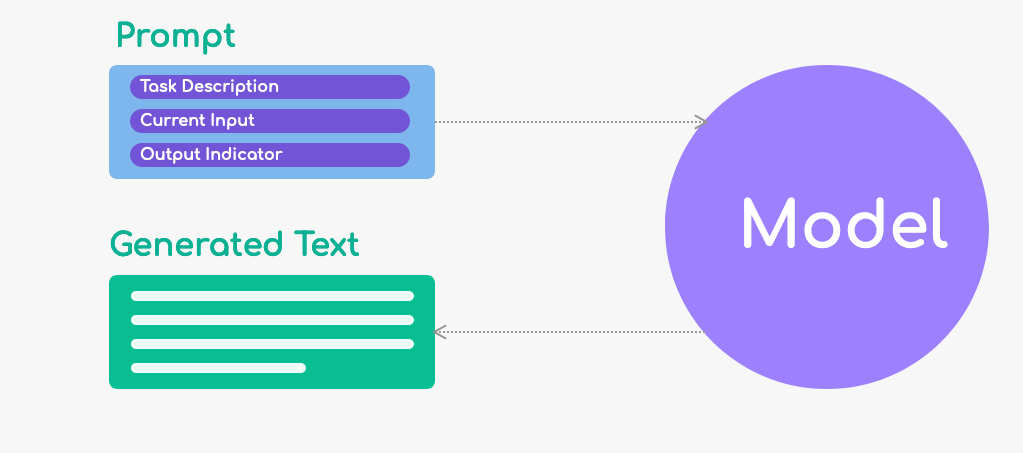 Prompt
Task Description
Current Input
Output Indicator
Model
Generated Text